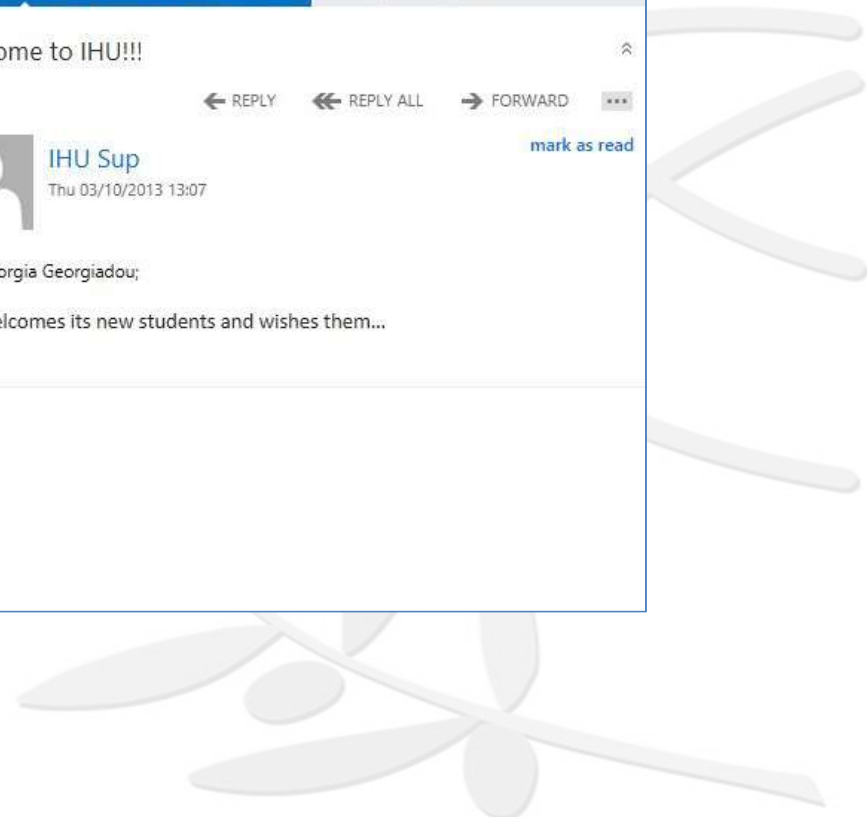 ome to IHU!!!
REPLY REPLY ALL FORWARD ...
mark as read
IHU Sup
Thu 03/10/2013 13:07
orgia Georgiadou;
elcomes its new students and wishes them...